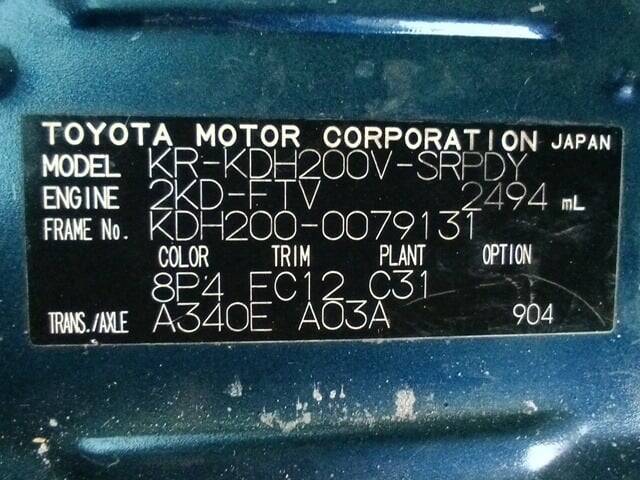 TOYOTA MOTOR CORPORATION JAPAN
MODEL KR-KDH200V-SRPDY
ENGINE 2KD-FTV 2494 mL
FRAME No. KDH200-0079131
COLOR TRIM PLANT OPTION
8P4 FC12 C31
TRANS./AXLE A340E A03A 904